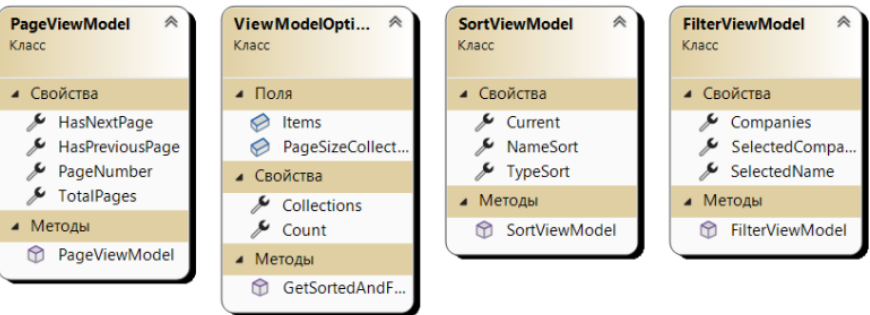 PageViewModel
Класс
Свойства
HasNextPage
HasPreviousPage
PageNumber
TotalPages
Методы
PageViewModel
ViewModelOpti...
Класс
Поля
Items
PageSizeCollect...
Свойства
Collections
Count
Методы
GetSortedAndF...
SortViewModel
Класс
Свойства
Current
NameSort
TypeSort
Методы
SortViewModel
FilterViewModel
Класс
Свойства
Companies
SelectedCompa...
SelectedName
Методы
FilterViewModel